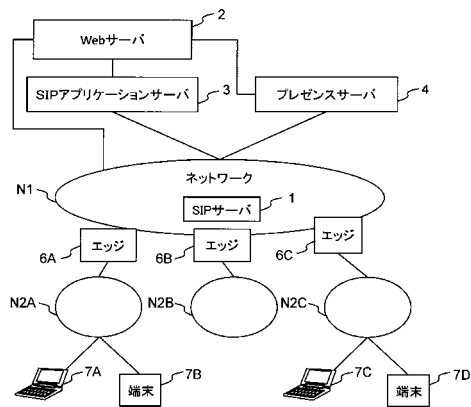 2
Webサーバ
SIPアプリケーションサーバ
3
プレゼンスサーバ
4
ネットワーク
N1
SIPサーバ
1
エッジ
6A
エッジ
6B
エッジ
6C
N2A
N2B
N2C
7A
端末
7B
7C
端末
7D